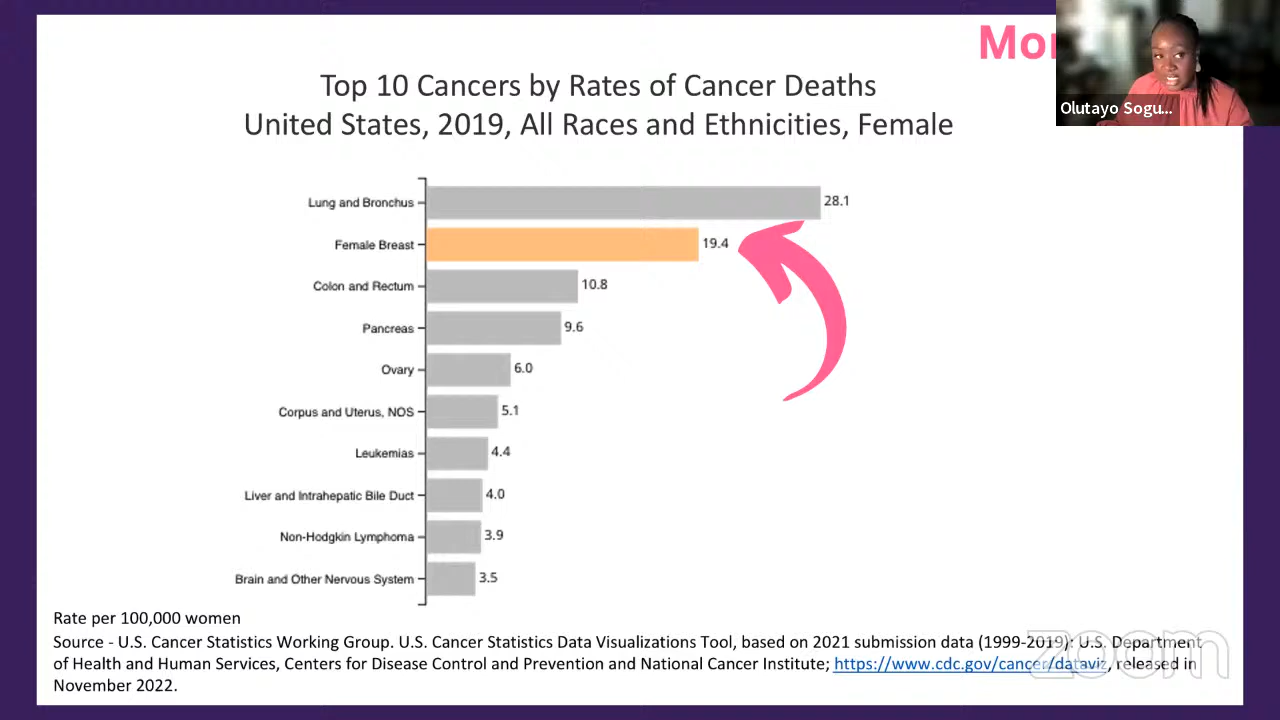 Mor
Olutayo Sogu...
Top 10 Cancers by Rates of Cancer Deaths
United States, 2019, All Races and Ethnicities, Female
Lung and Bronchus 28.1
Female Breast 19.4
Colon and Rectum 10.8
Pancreas 9.6
Ovary 6.0
Corpus and Uterus, NOS 5.1
Leukemias 4.4
Liver and Intrahepatic Bile Duct 4.0
Non-Hodgkin Lymphoma 3.9
Brain and Other Nervous System 3.5
Rate per 100,000 women
Source - U.S. Cancer Statistics Working Group. U.S. Cancer Statistics Data Visualizations Tool, based on 2021 submission data (1999-2019): U.S. Department
of Health and Human Services, Centers for Disease Control and Prevention and National Cancer Institute; https://www.cdc.gov/cancer/dataviz, released in
November 2022.
zoom